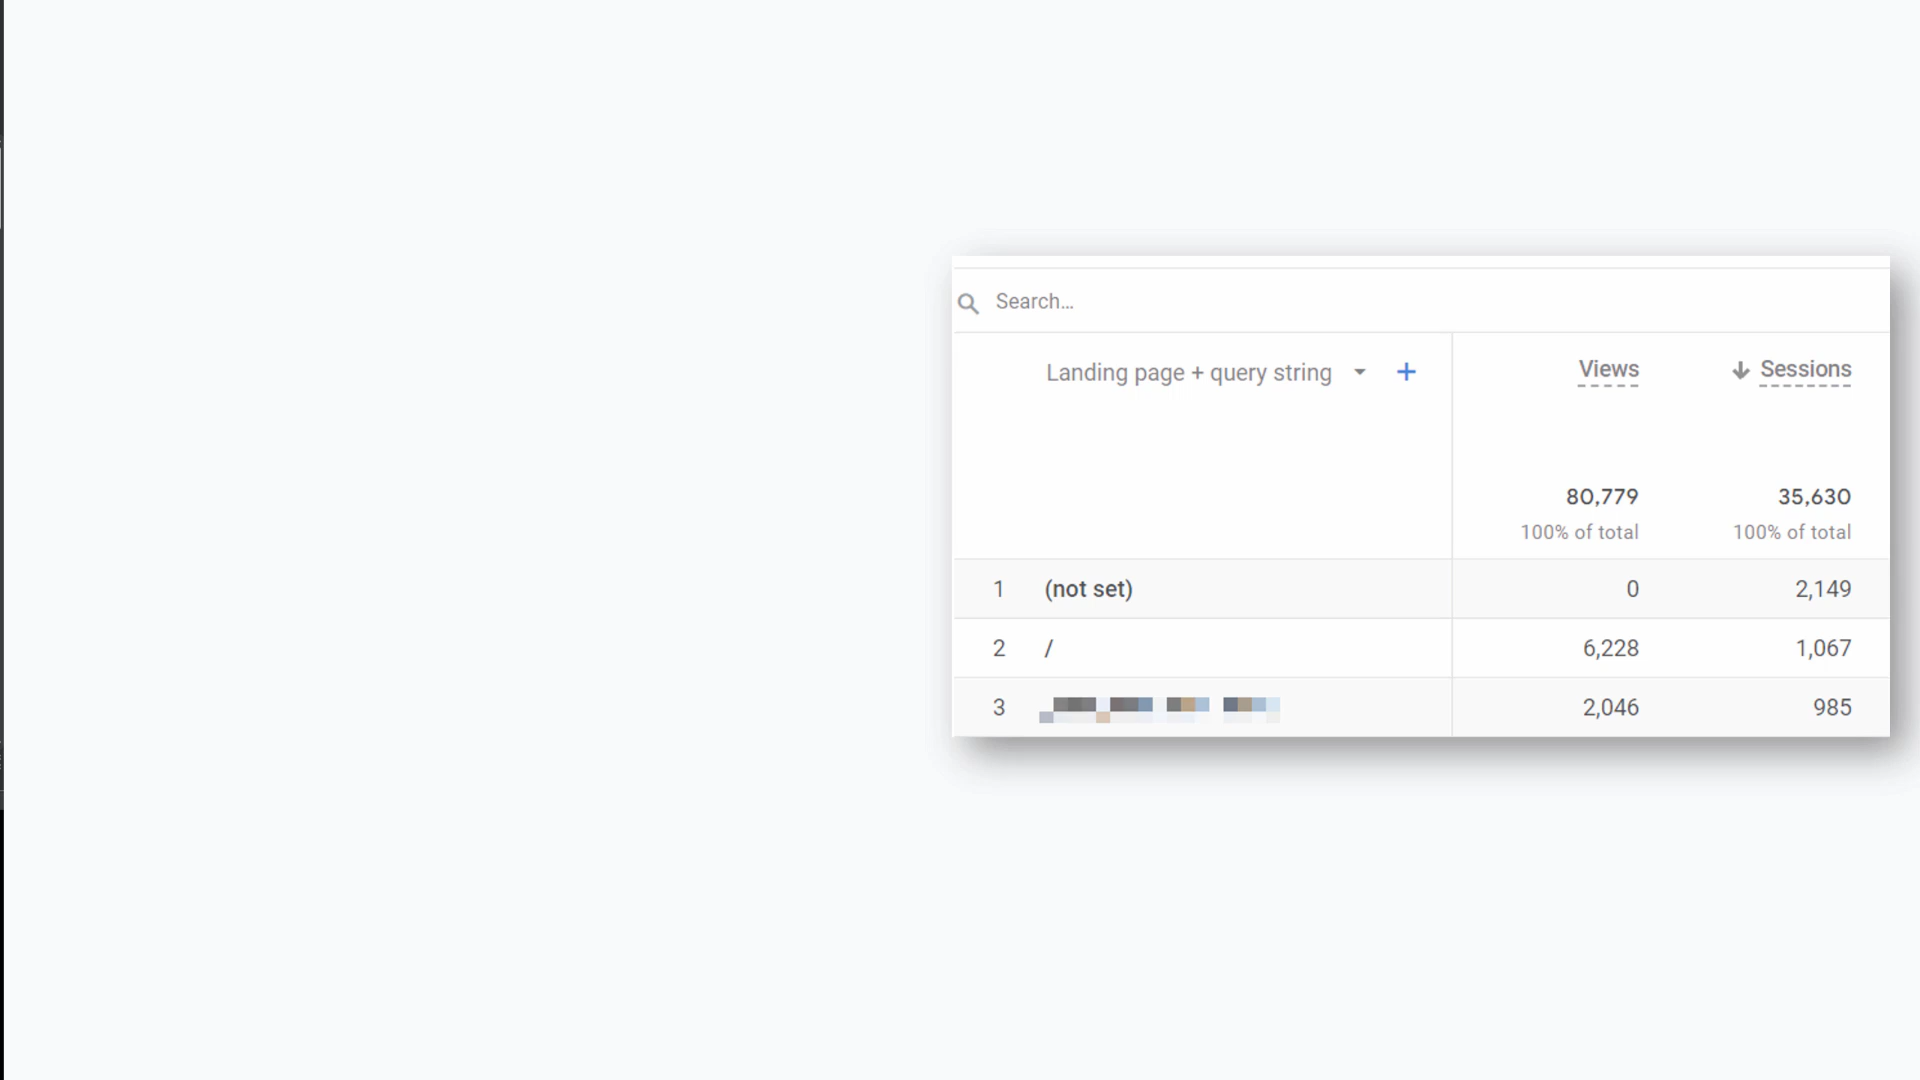 Search...
Landing page + query string + Views Sessions
80,779 35,630
100% of total 100% of total
1 (not set) 0 2,149
2 / 6,228 1,067
3 2,046 985